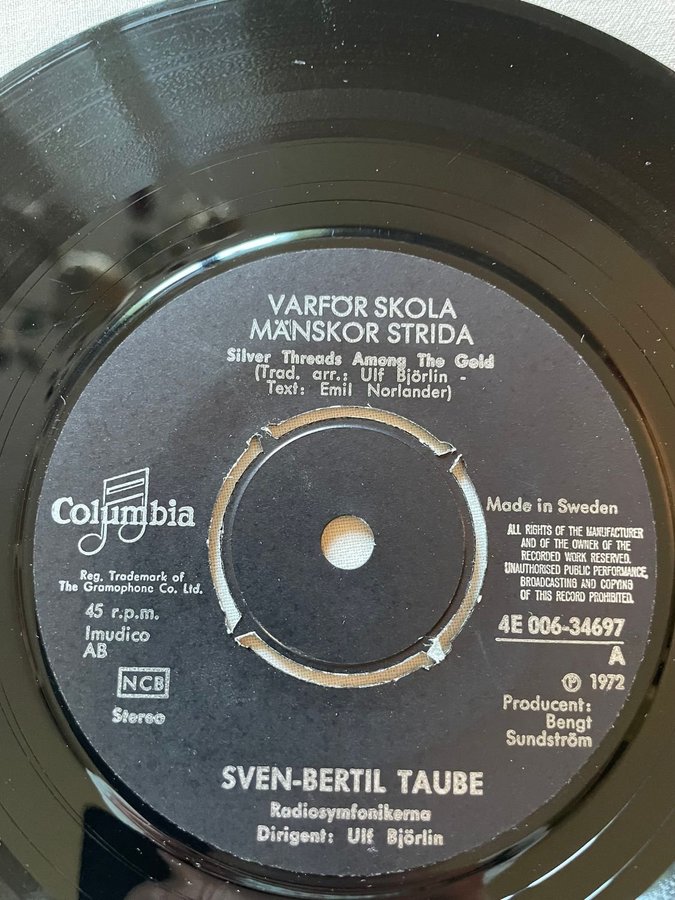 VARFÖR SKOLA
MÄNSKOR STRIDA
Silver Threads Among The Gold
(Trad. arr.: Ulf Björlin -
Text: Emil Norlander)
Columbia
Reg. Trademark of
The Gramophone Co. Ltd.
45 r.p.m.
Imudico
AB
NCB
Stereo
Made in Sweden
ALL RIGHTS OF THE MANUFACTURER
AND OF THE OWNER OF THE
RECORDED WORK RESERVED.
UNAUTHORISED PUBLIC PERFORMANCE,
BROADCASTING AND COPYING
OF THIS RECORD PROHIBITED.
4E 006-34697
A
℗ 1972
Producent:
Bengt
Sundström
SVEN-BERTIL TAUBE
Radiosymfonikerna
Dirigent: Ulf Björlin